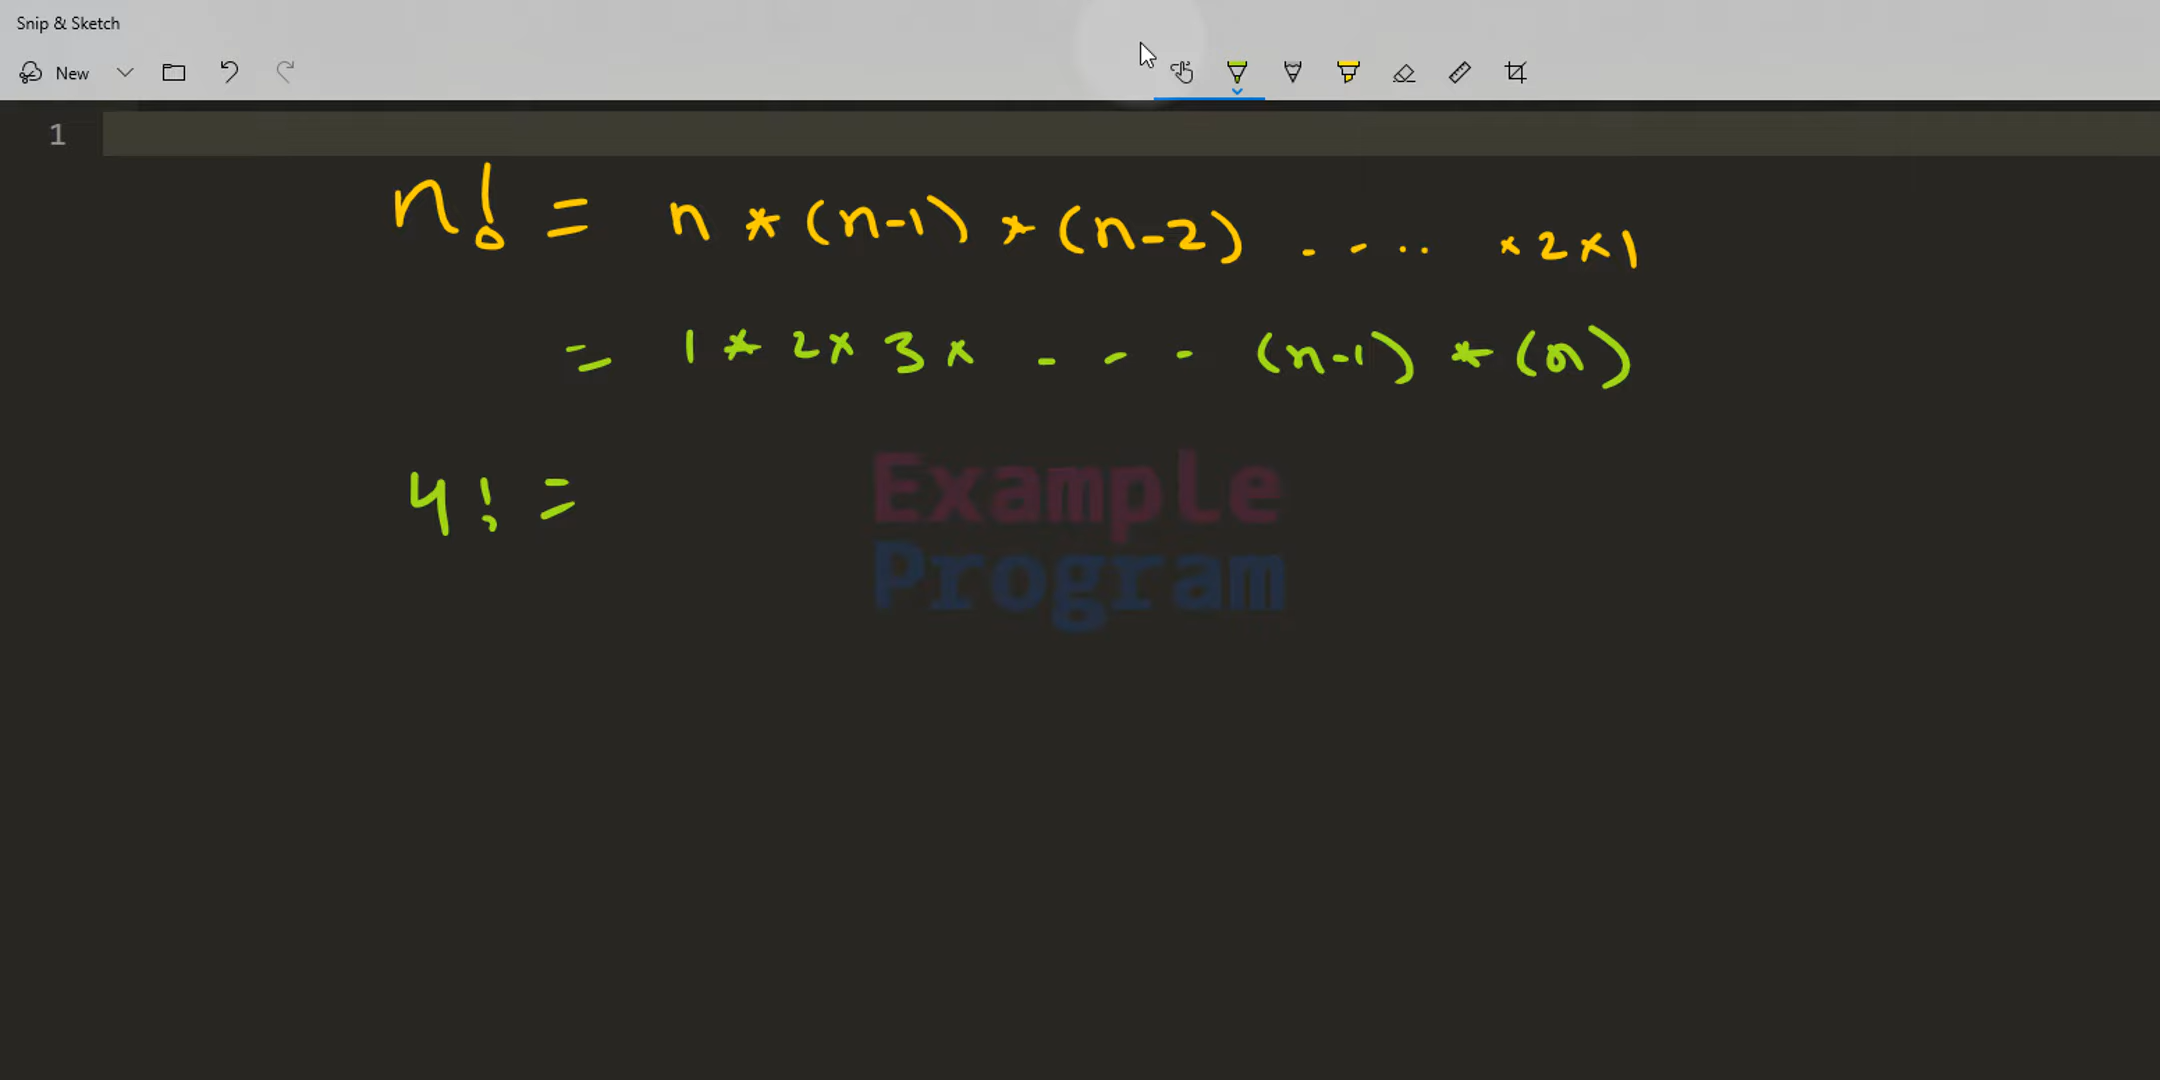 Snip & Sketch
New
1
n! = n * (n-1) * (n-2) . - . . * 2 × 1
= 1 * 2 × 3 × - - - (n-1) * (n)
4! =
Example
Program